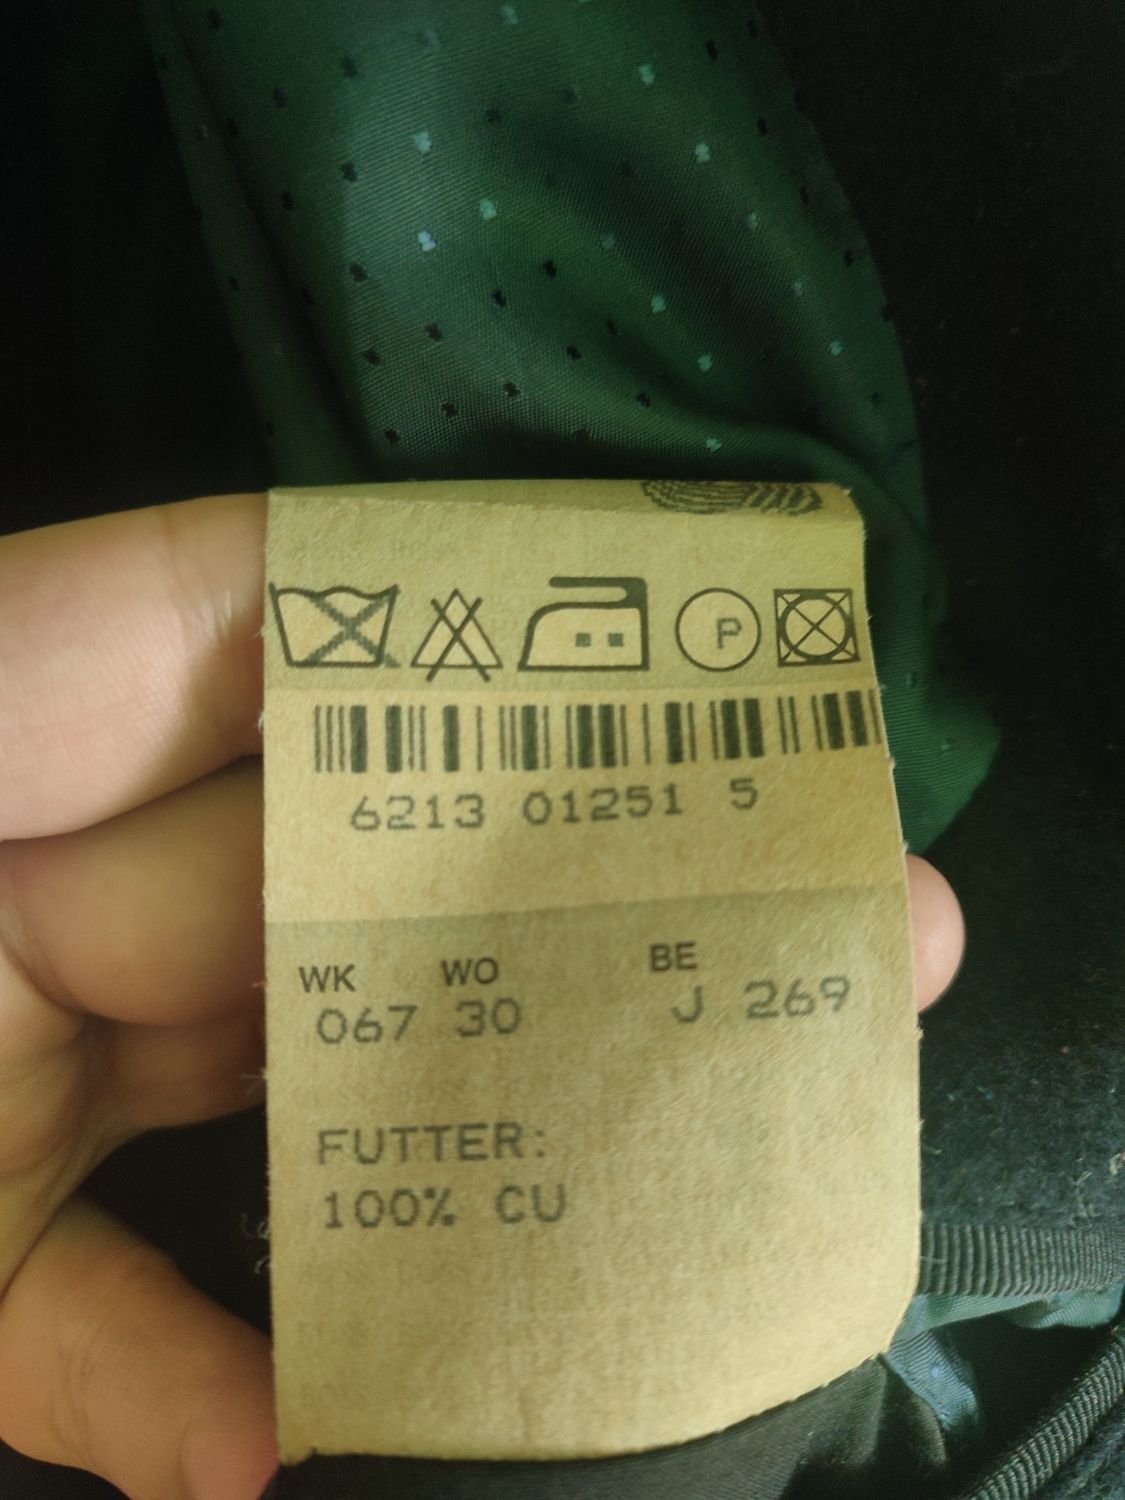 P
6213 01251 5
WK WO BE
067 30 J 269
FUTTER:
100% CU